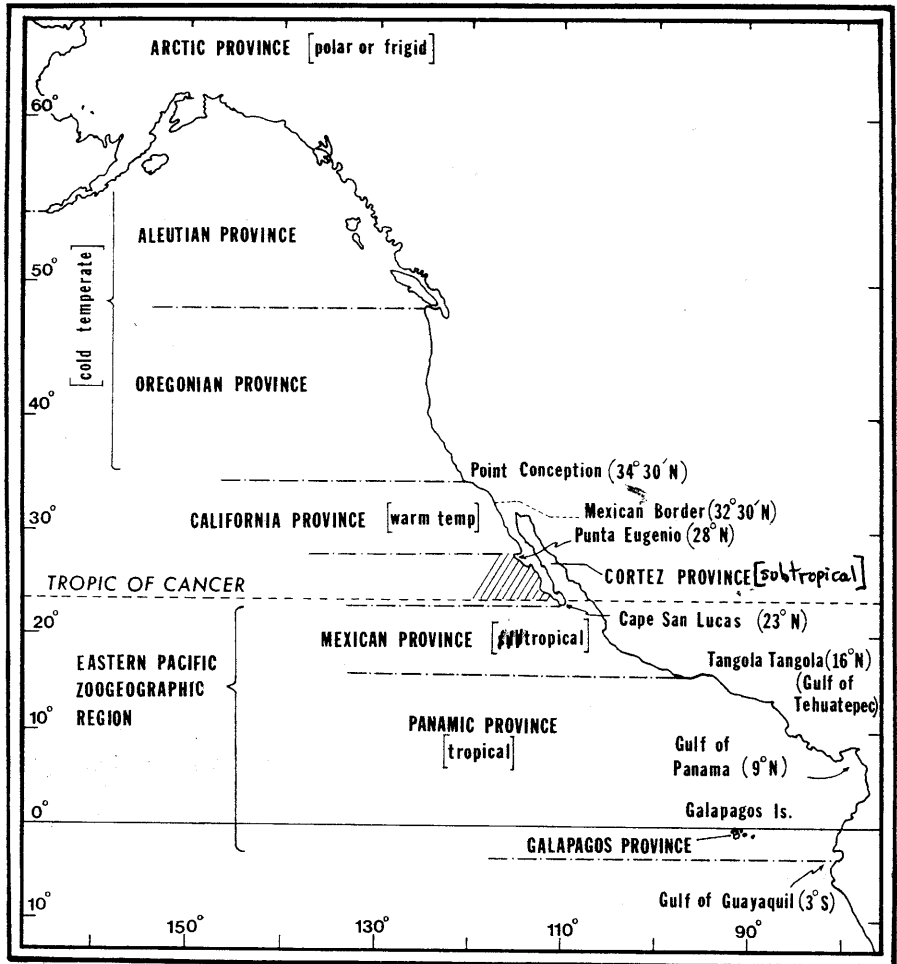 ARCTIC PROVINCE [polar or frigid]
60°
ALEUTIAN PROVINCE
50°
[cold temperate]
OREGONIAN PROVINCE
40°
Point Conception (34°30′N)
Mexican Border (32°30′N)
30°
CALIFORNIA PROVINCE [warm temp]
Punta Eugenio (28°N)
CORTEZ PROVINCE [subtropical]
TROPIC OF CANCER
Cape San Lucas (23°N)
20°
MEXICAN PROVINCE [tropical]
EASTERN PACIFIC
ZOOGEOGRAPHIC
REGION
Tangola Tangola (16°N)
(Gulf of
Tehuatepec)
10°
PANAMIC PROVINCE
[tropical]
Gulf of
Panama (9°N)
Galapagos Is.
0°
GALAPAGOS PROVINCE
Gulf of Guayaquil (3°S)
10°
150°
130°
110°
90°